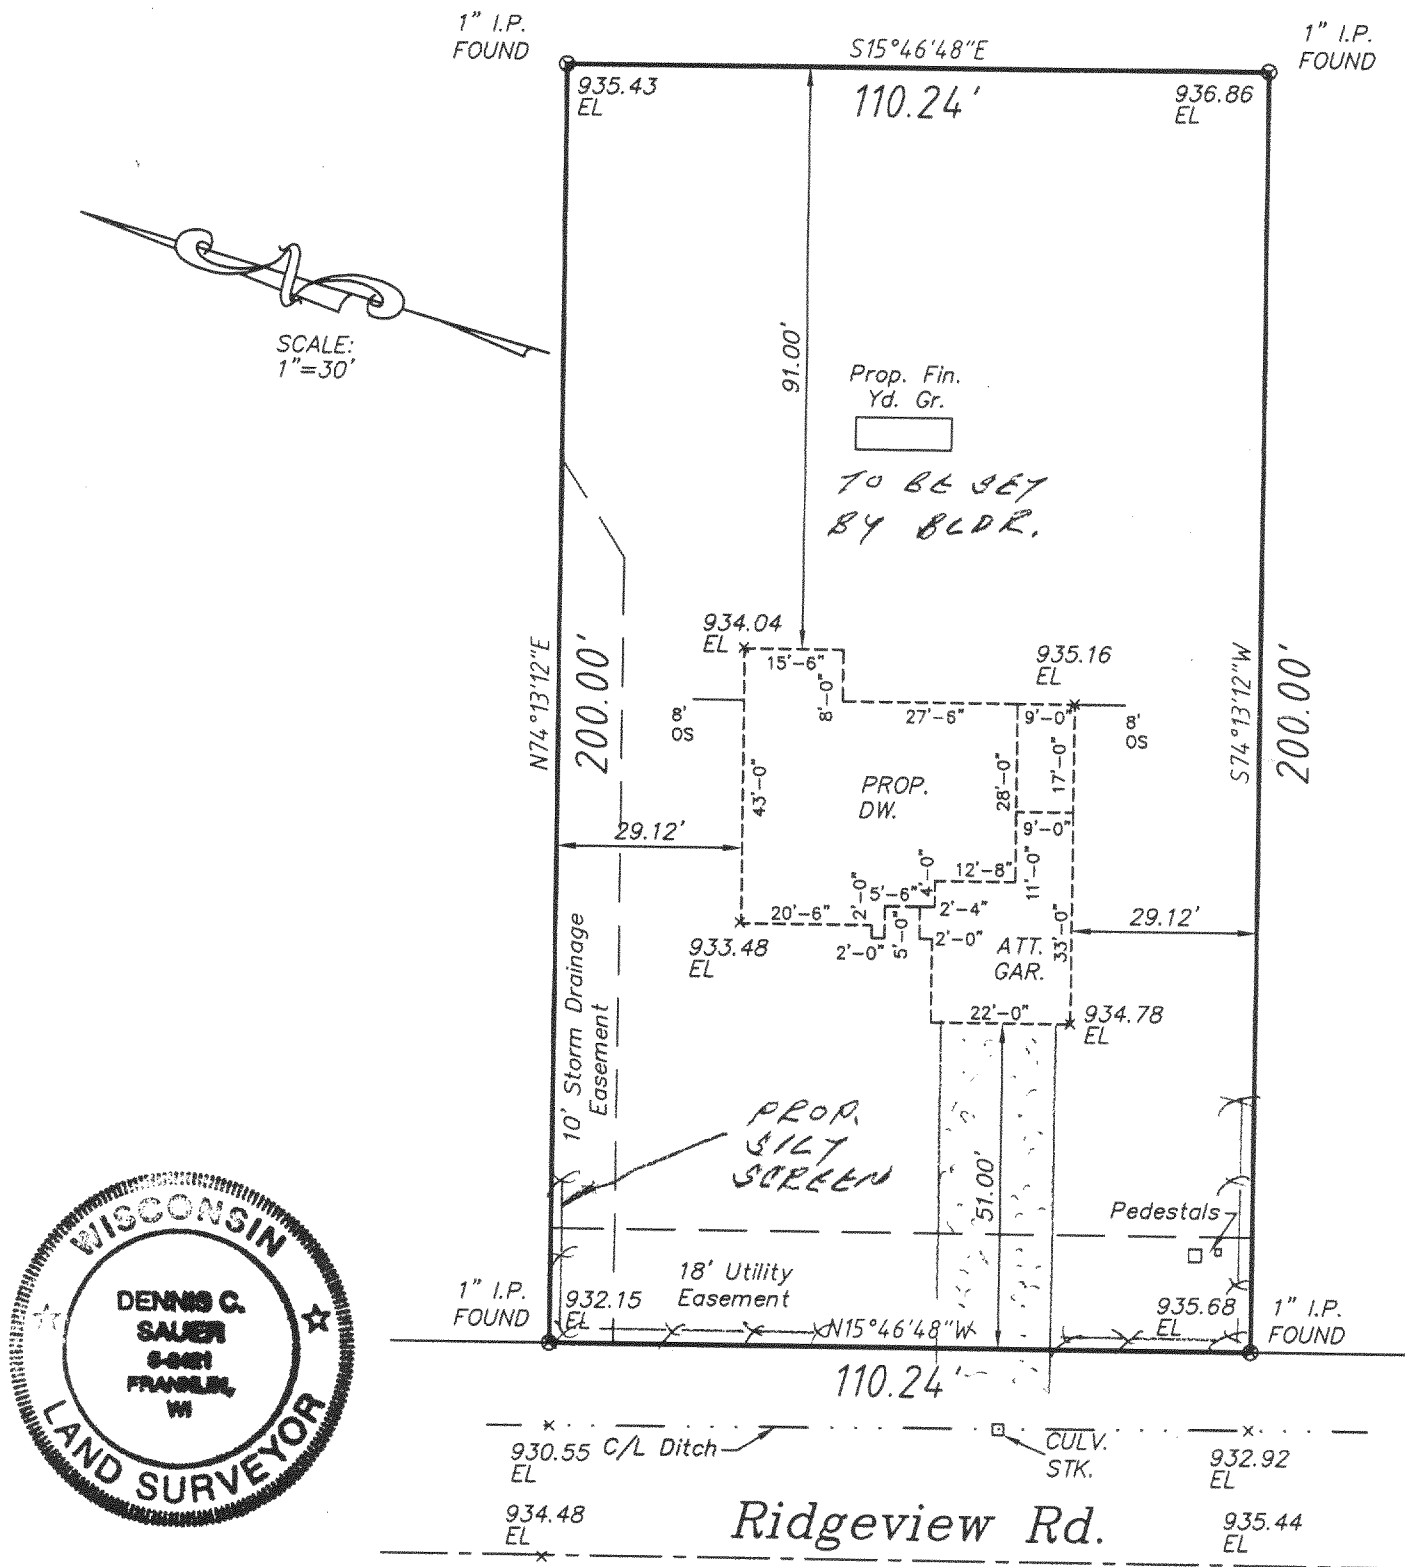 1" I.P.
FOUND
S15°46'48"E
1" I.P.
FOUND
935.43
EL
110.24'
936.86
EL
SCALE:
1"=30'
91.00'
Prop. Fin.
Yd. Gr.
TO BE SET
BY BLDR.
N74°13'12"E
200.00'
934.04
EL
15'-6"
8'-0"
935.16
EL
S74°13'12"W
200.00'
8'
OS
27'-6"
9'-0"
8'
OS
43'-0"
PROP.
DW.
28'-0"
17'-0"
29.12'
9'-0"
12'-8"
11'-0"
4'-0"
5'-6"
2'-0"
20'-6"
2'-4"
933.48
EL
2'-0"
5'-0"
2'-0"
ATT.
GAR.
33'-0"
29.12'
22'-0"
934.78
EL
10' Storm Drainage
Easement
PROP.
SILT
SCREEN
51.00'
Pedestals
18' Utility
Easement
1" I.P.
FOUND
932.15
EL
N15°46'48"W
935.68
EL
1" I.P.
FOUND
110.24'
WISCONSIN
DENNIS C.
SAUER
FRANKLIN,
WI
LAND SURVEYOR
930.55
EL
C/L Ditch
CULV.
STK.
932.92
EL
934.48
EL
Ridgeview Rd.
935.44
EL